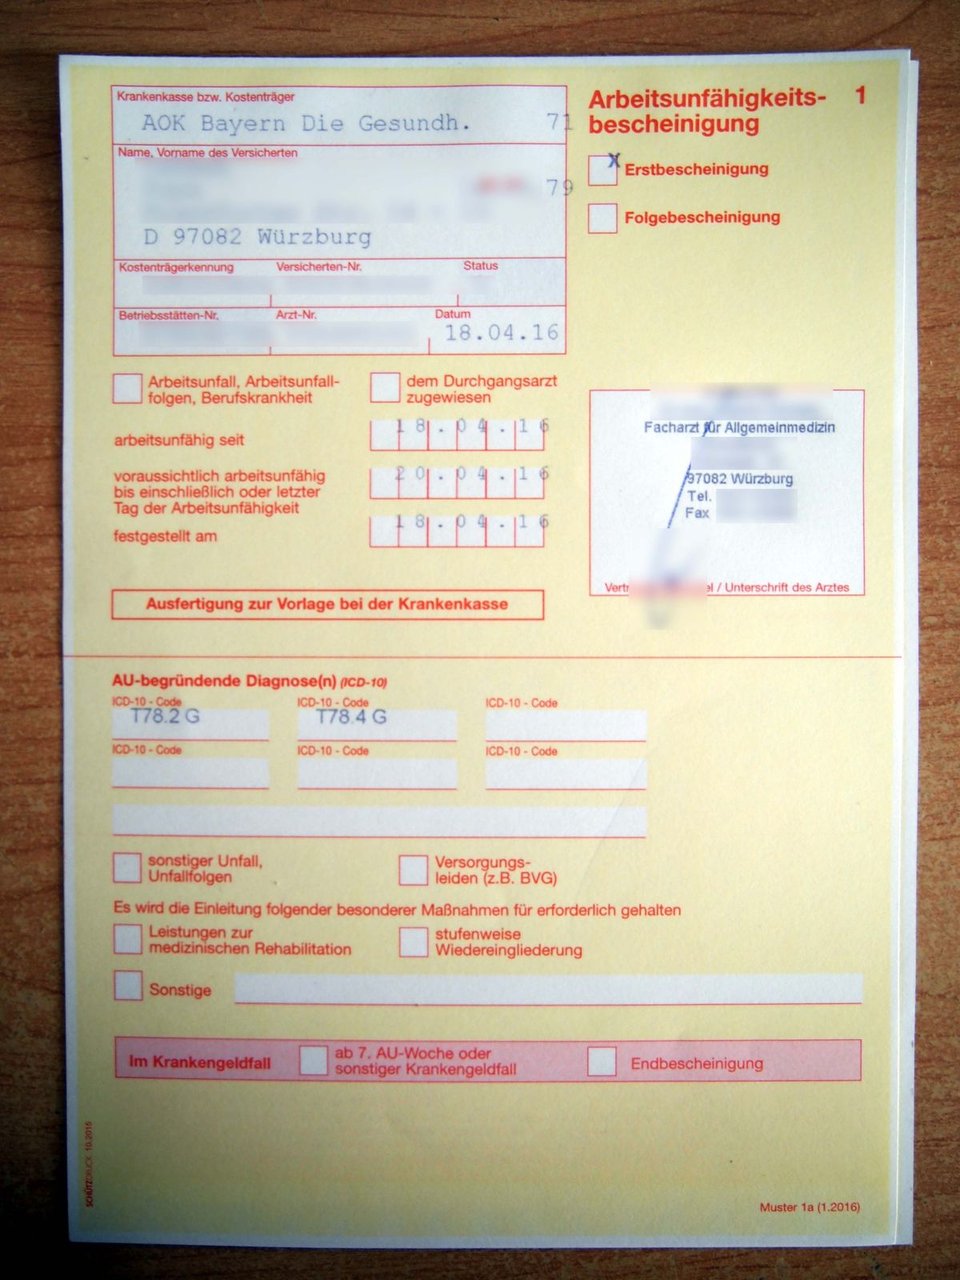 Krankenkasse bzw. Kostenträger
AOK Bayern Die Gesundh. 71
Name, Vorname des Versicherten
79
D 97082 Würzburg
Kostenträgerkennung Versicherten-Nr. Status
Betriebsstätten-Nr. Arzt-Nr. Datum
18.04.16
Arbeitsunfähigkeits- 1
bescheinigung
X Erstbescheinigung
Folgebescheinigung
Arbeitsunfall, Arbeitsunfall-
folgen, Berufskrankheit
dem Durchgangsarzt
zugewiesen
arbeitsunfähig seit 18.04.16
voraussichtlich arbeitsunfähig
bis einschließlich oder letzter
Tag der Arbeitsunfähigkeit
20.04.16
festgestellt am 18.04.16
Facharzt für Allgemeinmedizin
97082 Würzburg
Tel.
Fax
/ Unterschrift des Arztes
Ausfertigung zur Vorlage bei der Krankenkasse
AU-begründende Diagnose(n) (ICD-10)
ICD-10 - Code ICD-10 - Code ICD-10 - Code
T78.2 G T78.4 G
ICD-10 - Code ICD-10 - Code ICD-10 - Code
sonstiger Unfall,
Unfallfolgen
Versorgungs-
leiden (z.B. BVG)
Es wird die Einleitung folgender besonderer Maßnahmen für erforderlich gehalten
Leistungen zur
medizinischen Rehabilitation
stufenweise
Wiedereingliederung
Sonstige
Im Krankengeldfall
ab 7. AU-Woche oder
sonstiger Krankengeldfall
Endbescheinigung
SCHÜTZDRUCK 10.2015
Muster 1a (1.2016)